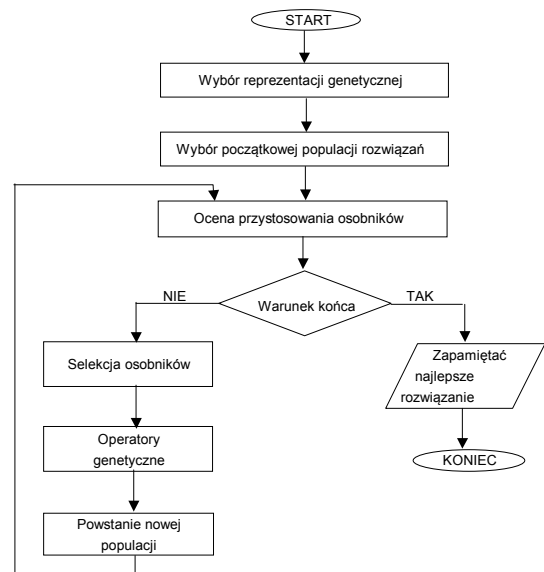 START
Wybór reprezentacji genetycznej
Wybór początkowej populacji rozwiązań
Ocena przystosowania osobników
Warunek końca
NIE
TAK
Selekcja osobników
Operatory
genetyczne
Powstanie nowej
populacji
Zapamiętać
najlepsze
rozwiązanie
KONIEC